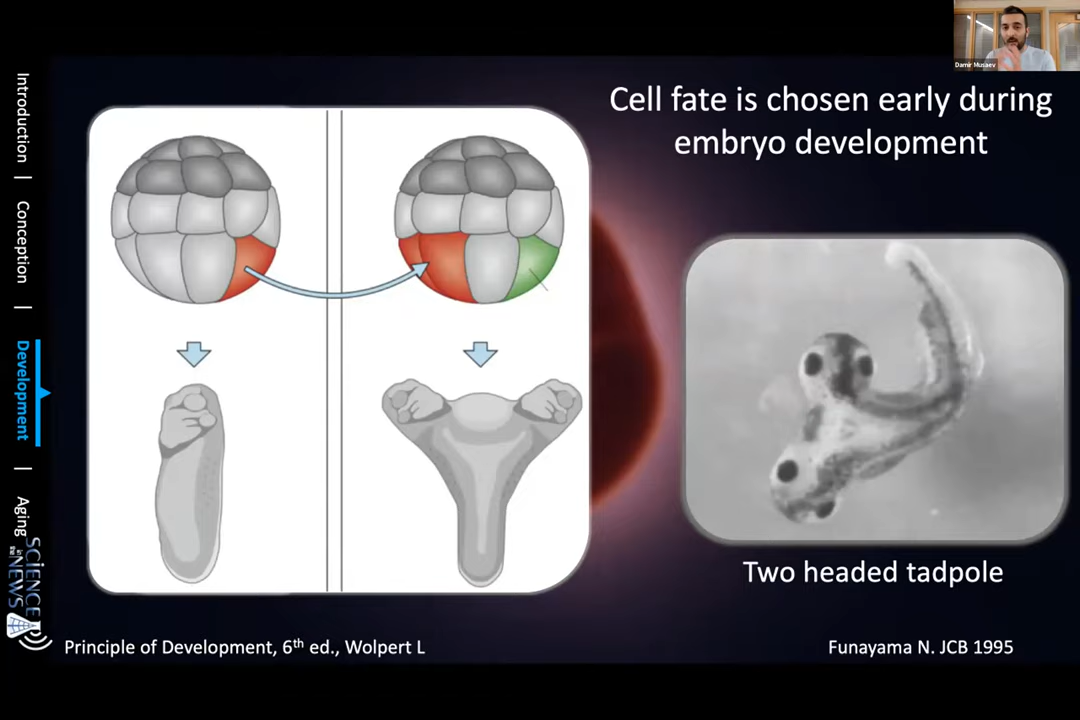 Damir Musaev
Cell fate is chosen early during
embryo development
Introduction |
Conception |
Development
| Aging
SCIENCE
in
the
NEWS
Two headed tadpole
Principle of Development, 6th ed., Wolpert L
Funayama N. JCB 1995